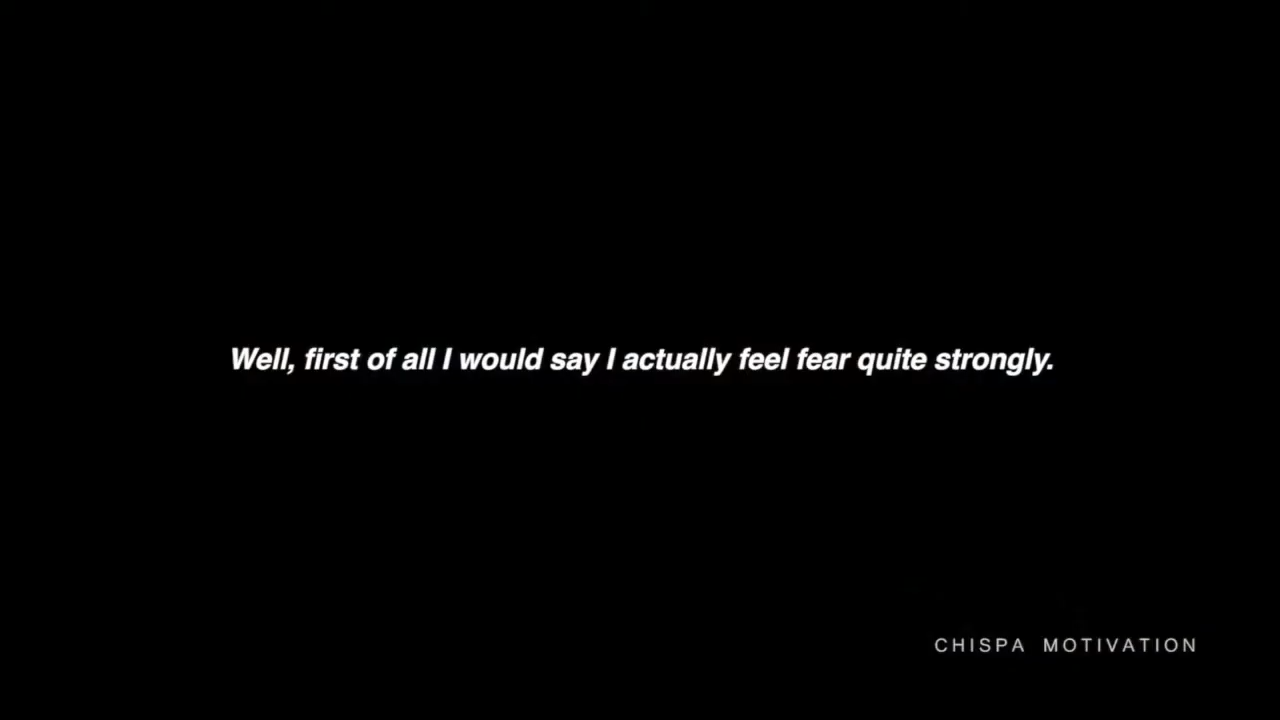 Well, first of all I would say I actually feel fear quite strongly.
CHISPA MOTIVATION